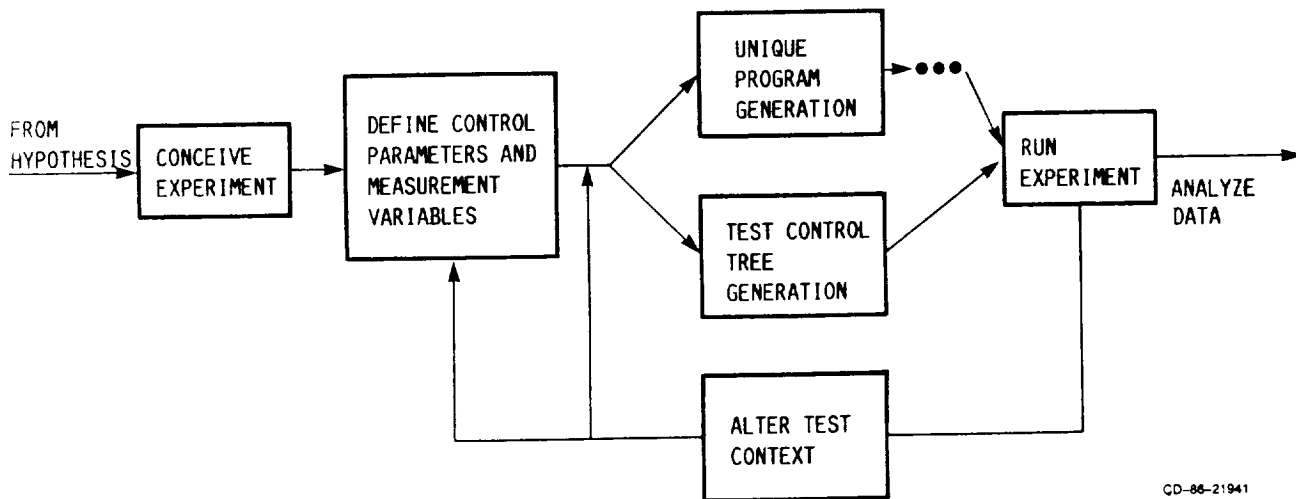 FROM
HYPOTHESIS
CONCEIVE
EXPERIMENT
DEFINE CONTROL
PARAMETERS AND
MEASUREMENT
VARIABLES
UNIQUE
PROGRAM
GENERATION
TEST CONTROL
TREE
GENERATION
RUN
EXPERIMENT
ANALYZE
DATA
ALTER TEST
CONTEXT
CD-86-21941